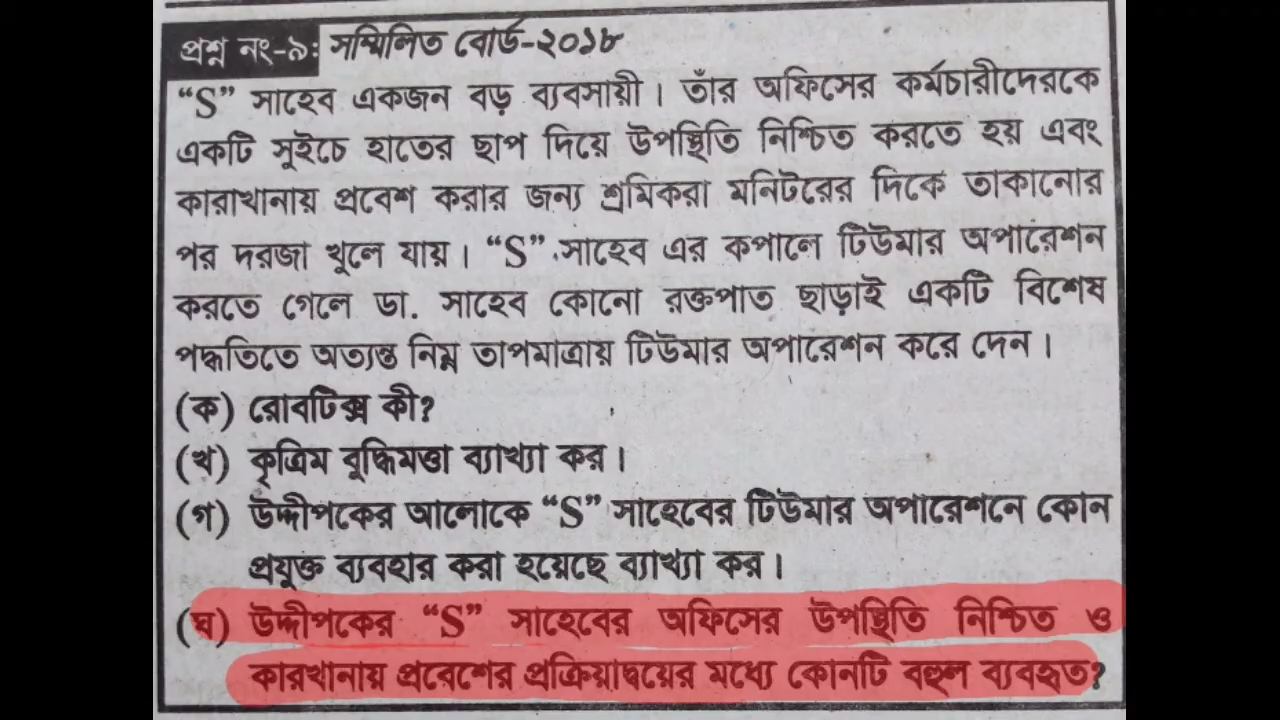 প্রশ্ন নং-৯: সম্মিলিত বোর্ড-২০১৮
“S” সাহেব একজন বড় ব্যবসায়ী। তাঁর অফিসের কর্মচারীদেরকে
একটি সুইচে হাতের ছাপ দিয়ে উপস্থিতি নিশ্চিত করতে হয় এবং
কারাখানায় প্রবেশ করার জন্য শ্রমিকরা মনিটরের দিকে তাকানোর
পর দরজা খুলে যায়। “S” সাহেব এর কপালে টিউমার অপারেশন
করতে গেলে ডা. সাহেব কোনো রক্তপাত ছাড়াই একটি বিশেষ
পদ্ধতিতে অত্যন্ত নিম্ন তাপমাত্রায় টিউমার অপারেশন করে দেন।
(ক) রোবটিক্স কী?
(খ) কৃত্রিম বুদ্ধিমত্তা ব্যাখ্যা কর।
(গ) উদ্দীপকের আলোকে “S” সাহেবের টিউমার অপারেশনে কোন
প্রযুক্ত ব্যবহার করা হয়েছে ব্যাখ্যা কর।
(ঘ) উদ্দীপকের “S” সাহেবের অফিসের উপস্থিতি নিশ্চিত ও
কারখানায় প্রবেশের প্রক্রিয়াদ্বয়ের মধ্যে কোনটি বহুল ব্যবহৃত?